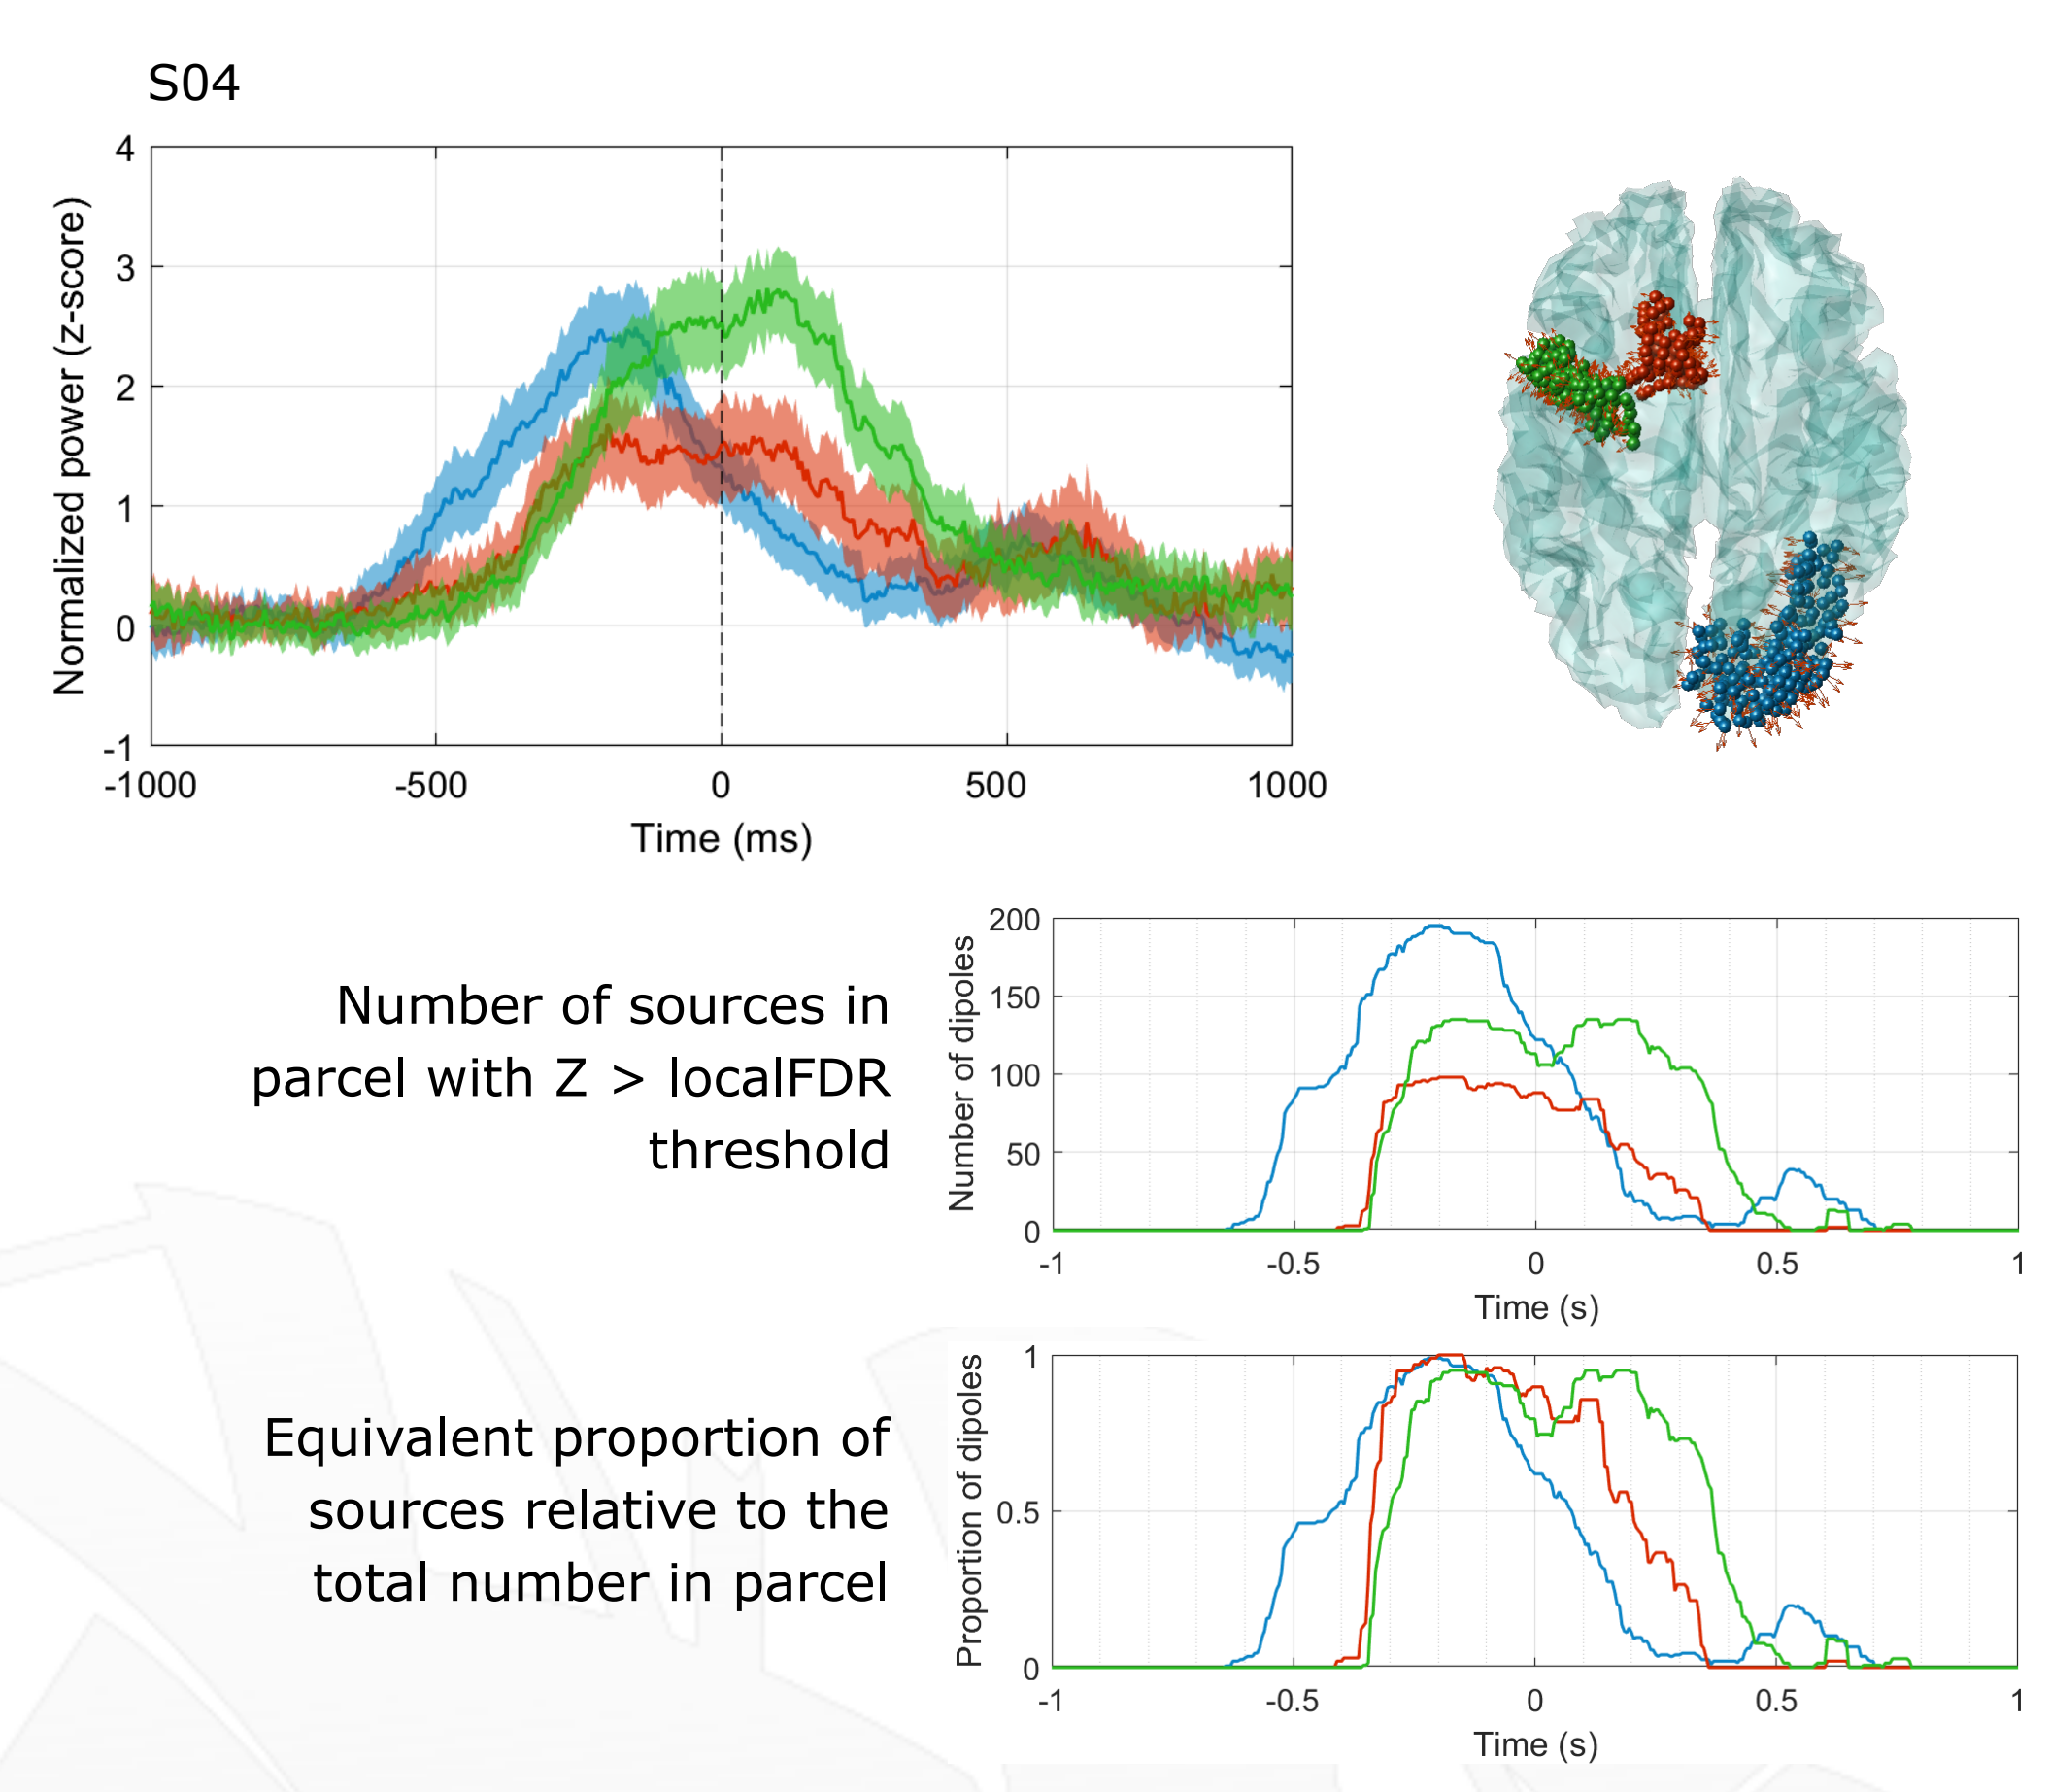 S04
Normalized power (z-score)
4
3
2
1
0
-1
-1000 -500 0 500 1000
Time (ms)
Number of sources in
parcel with Z > localFDR
threshold
Number of dipoles
200
150
100
50
0
-1 -0.5 0 0.5 1
Time (s)
Equivalent proportion of
sources relative to the
total number in parcel
Proportion of dipoles
1
0.5
0
-1 -0.5 0 0.5 1
Time (s)